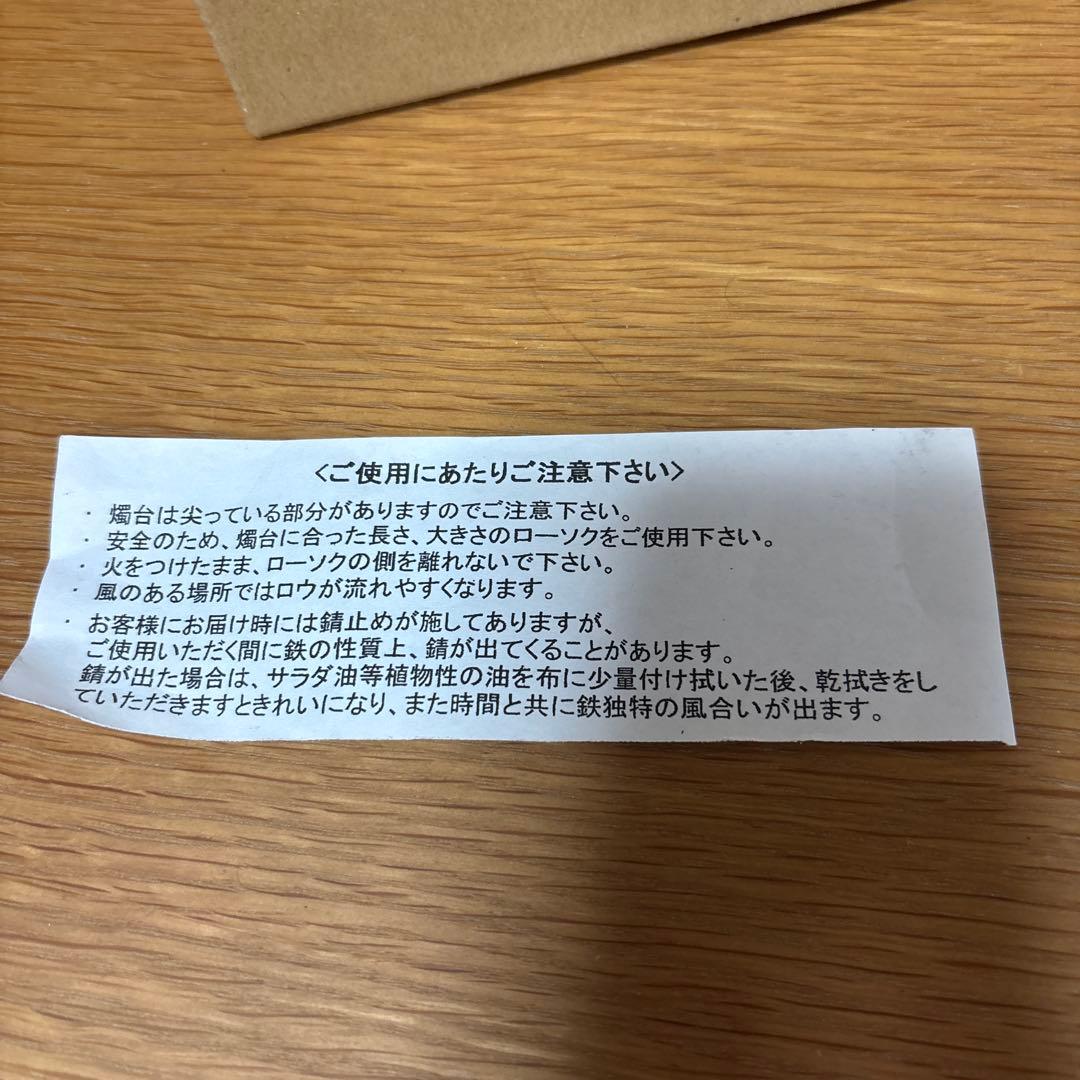 <ご使用にあたりご注意下さい>
・ 燭台は尖っている部分がありますのでご注意下さい。
・ 安全のため、燭台に合った長さ、大きさのローソクをご使用下さい。
・ 火をつけたまま、ローソクの側を離れないで下さい。
・ 風のある場所ではロウが流れやすくなります。
・ お客様にお届け時には錆止めが施してありますが、
ご使用いただく間に鉄の性質上、錆が出てくることがあります。
錆が出た場合は、サラダ油等植物性の油を布に少量付け拭いた後、乾拭きをし
ていただきますときれいになり、また時間と共に鉄独特の風合いが出ます。